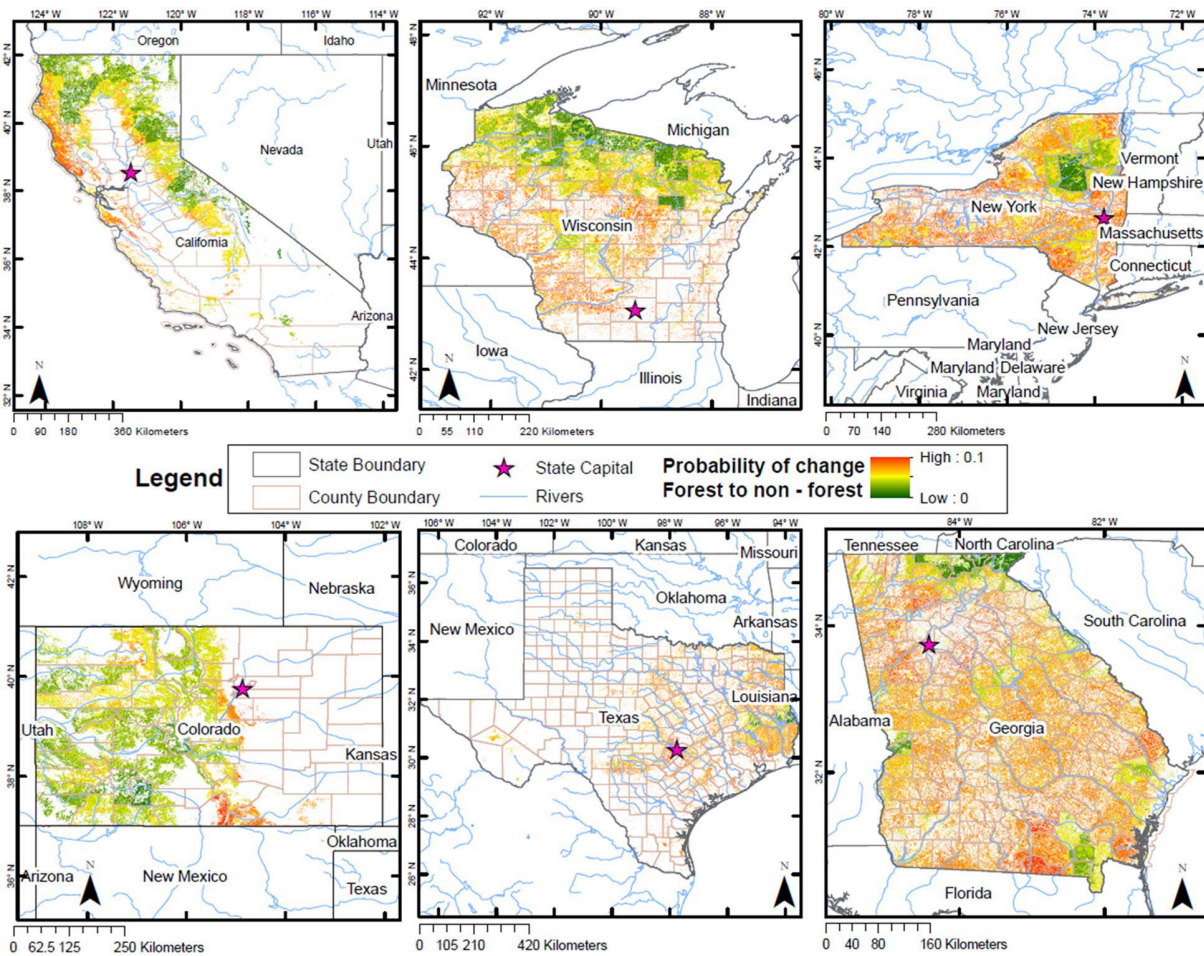 124° W 122° W 120° W 118° W 116° W 114° W
42° N
40° N
38° N
36° N
34° N
32° N
Oregon
Idaho
Nevada
Utah
California
Arizona
N
0 90 180 360 Kilometers
92° W 90° W 88° W
48° N
46° N
44° N
42° N
Minnesota
Michigan
Wisconsin
Iowa
Illinois
Indiana
N
0 55 110 220 Kilometers
80° W 78° W 76° W 74° W 72° W
46° N
44° N
42° N
40° N
Vermont
New Hampshire
New York
Massachusetts
Connecticut
Pennsylvania
New Jersey
Maryland
Maryland Delaware
Virginia Maryland
N
0 70 140 280 Kilometers
Legend
State Boundary
County Boundary
State Capital
Rivers
Probability of change
Forest to non - forest
High : 0.1
Low : 0
108° W 106° W 104° W 102° W
42° N
40° N
38° N
36° N
Wyoming
Nebraska
Utah
Colorado
Kansas
Oklahoma
Arizona
New Mexico
Texas
N
0 62.5 125 250 Kilometers
106° W 104° W 102° W 100° W 98° W 96° W 94° W
36° N
34° N
32° N
30° N
28° N
26° N
Colorado
Kansas
Missouri
Oklahoma
New Mexico
Arkansas
Louisiana
Texas
N
0 105 210 420 Kilometers
84° W 82° W
34° N
32° N
Tennessee
North Carolina
South Carolina
Alabama
Georgia
Florida
N
0 40 80 160 Kilometers